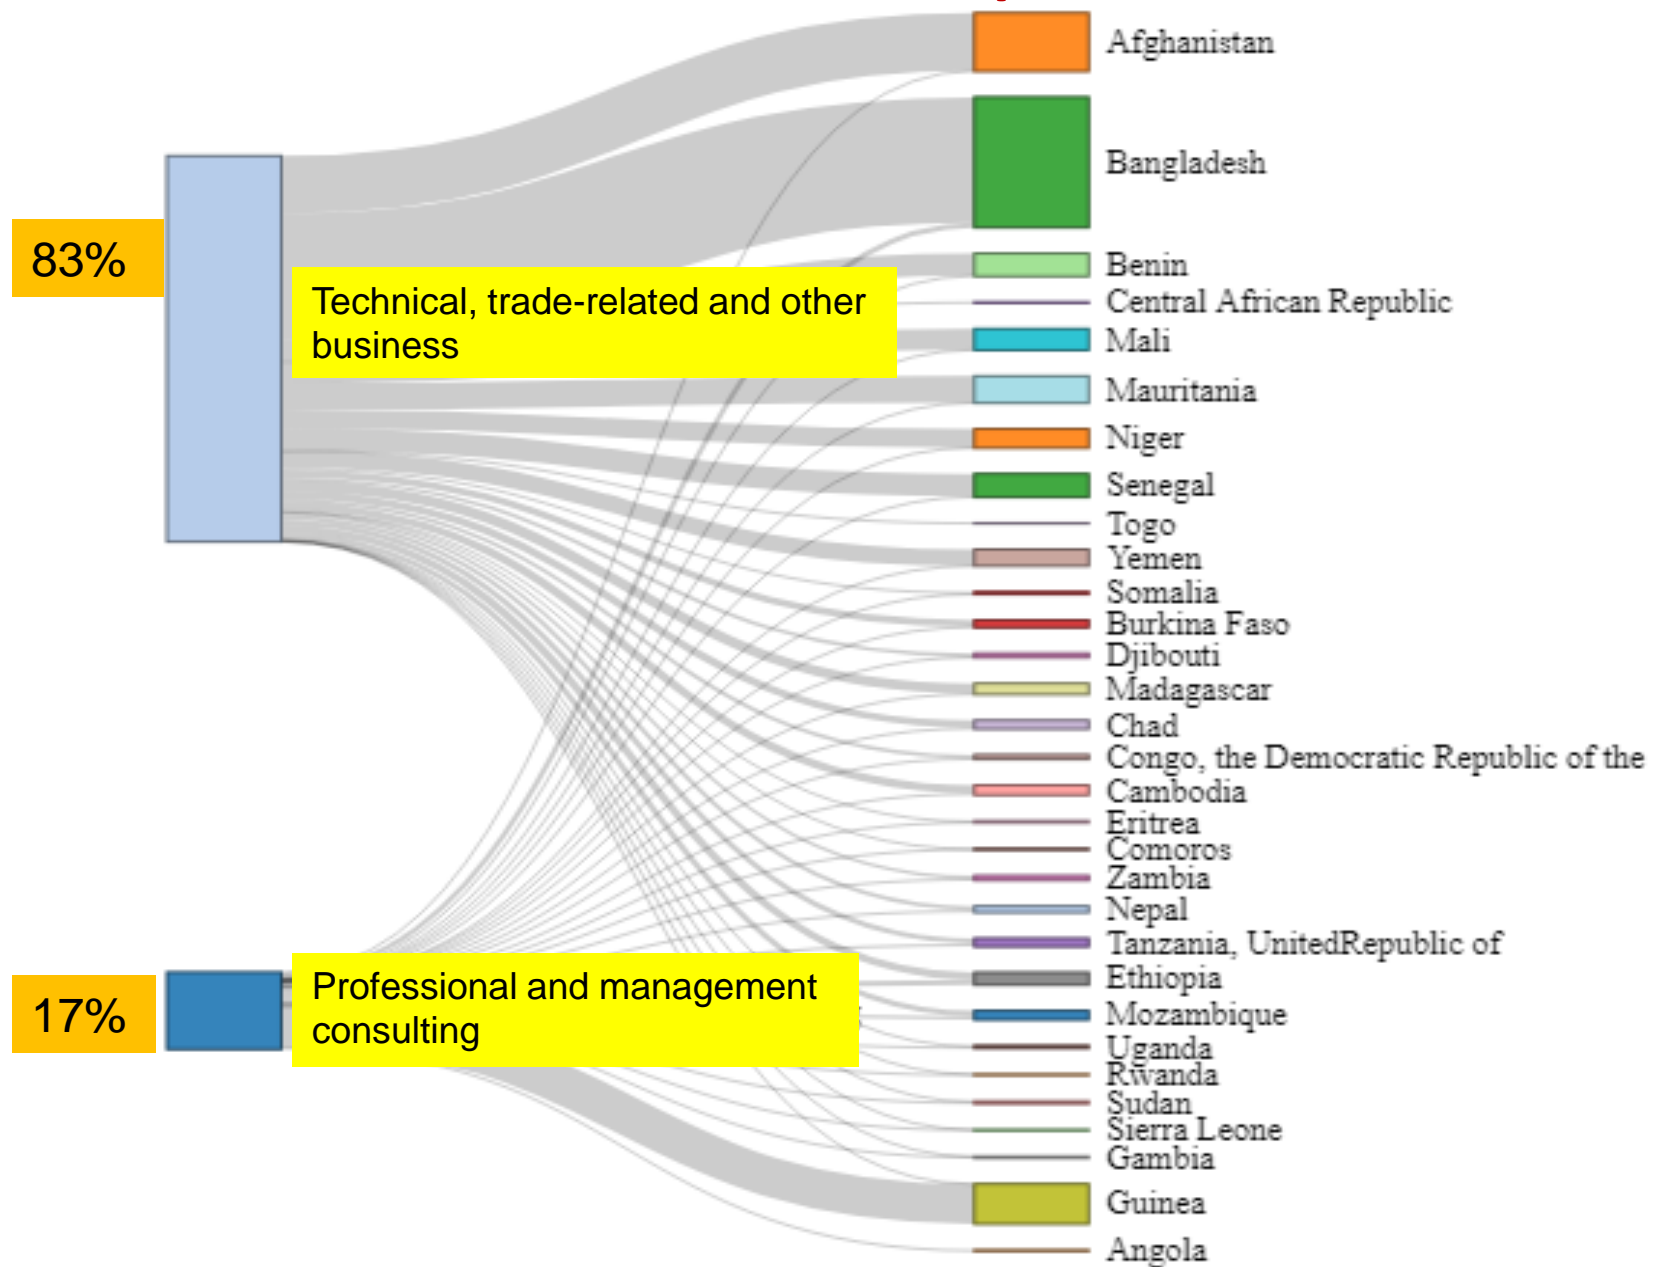 Afghanistan
Bangladesh
83%
Technical, trade-related and other
business
Benin
Central African Republic
Mali
Mauritania
Niger
Senegal
Togo
Yemen
Somalia
Burkina Faso
Djibouti
Madagascar
Chad
Congo, the Democratic Republic of the
Cambodia
Eritrea
Comoros
Zambia
Nepal
Tanzania, UnitedRepublic of
17%
Professional and management
consulting
Ethiopia
Mozambique
Uganda
Rwanda
Sudan
Sierra Leone
Gambia
Guinea
Angola